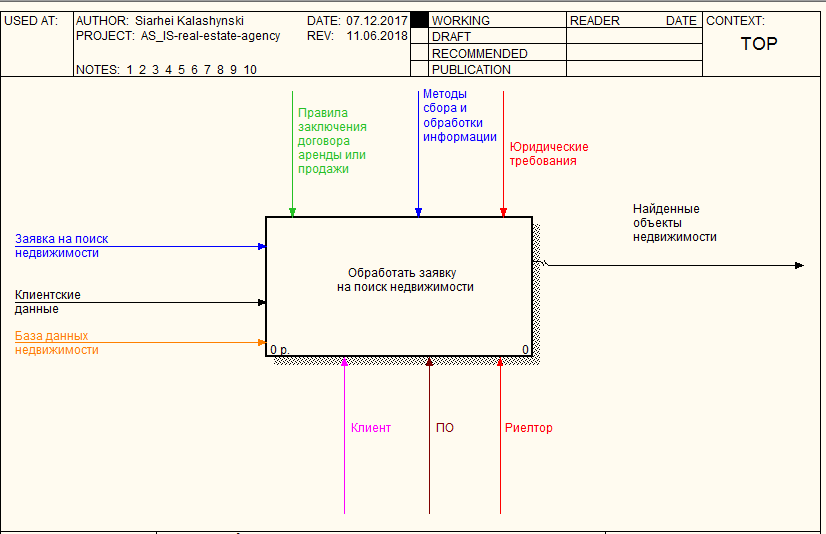 USED AT:
AUTHOR: Siarhei Kalashynski
DATE: 07.12.2017
PROJECT: AS_IS-real-estate-agency
REV: 11.06.2018
NOTES: 1 2 3 4 5 6 7 8 9 10
WORKING
DRAFT
RECOMMENDED
PUBLICATION
READER
DATE
CONTEXT:
TOP
Правила
заключения
договора
аренды или
продажи
Методы
сбора и
обработки
информации
Юридические
требования
Заявка на поиск
недвижимости
Клиентские
данные
База данных
недвижимости
Обработать заявку
на поиск недвижимости
0 р.
0
Найденные
объекты
недвижимости
Клиент
ПО
Риелтор